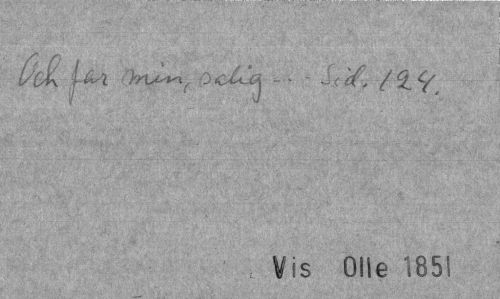 Och far min, salig --- Sid. 124.
Vis Olle 1851